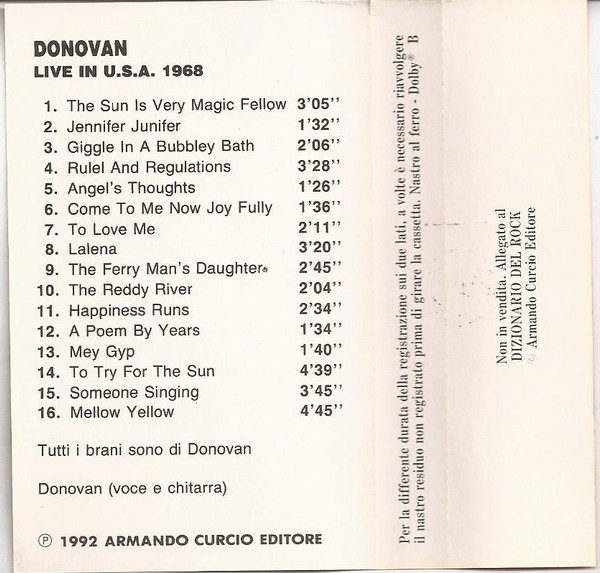 DONOVAN
LIVE IN U.S.A. 1968
1. The Sun Is Very Magic Fellow 3'05''
2. Jennifer Junifer 1'32''
3. Giggle In A Bubbley Bath 2'06''
4. Rulel And Regulations 3'28''
5. Angel's Thoughts 1'26''
6. Come To Me Now Joy Fully 1'36''
7. To Love Me 2'11''
8. Lalena 3'20''
9. The Ferry Man's Daughter 2'45''
10. The Reddy River 2'04''
11. Happiness Runs 2'34''
12. A Poem By Years 1'34''
13. Mey Gyp 1'40''
14. To Try For The Sun 4'39''
15. Someone Singing 3'45''
16. Mellow Yellow 4'45''
Tutti i brani sono di Donovan
Donovan (voce e chitarra)
℗ 1992 ARMANDO CURCIO EDITORE
Per la differente durata della registrazione sui due lati, a volte è necessario riavvolgere
il nastro residuo non registrato prima di girare la cassetta. Nastro al ferro - Dolby® B
Non in vendita. Allegato al
DIZIONARIO DEL ROCK
© Armando Curcio Editore